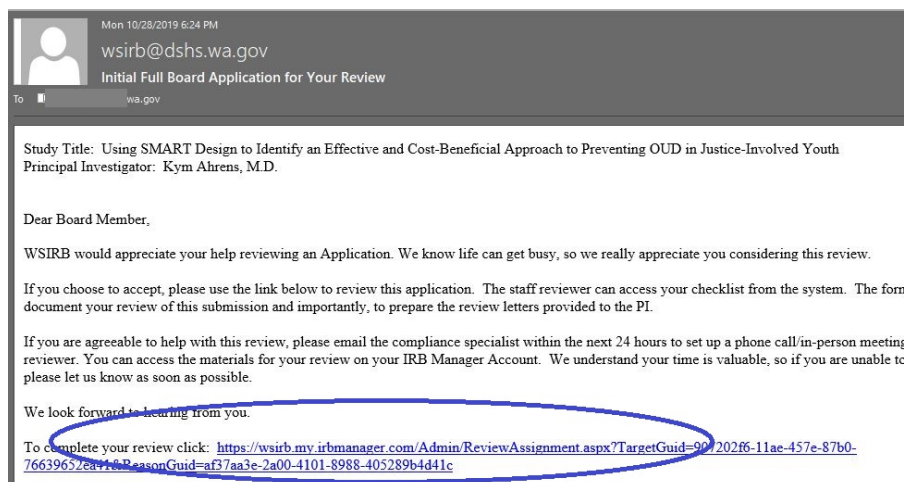 Mon 10/28/2019 6:24 PM
wsirb@dshs.wa.gov
Initial Full Board Application for Your Review
To wa.gov
Study Title: Using SMART Design to Identify an Effective and Cost-Beneficial Approach to Preventing OUD in Justice-Involved Youth
Principal Investigator: Kym Ahrens, M.D.
Dear Board Member,
WSIRB would appreciate your help reviewing an Application. We know life can get busy, so we really appreciate you considering this review.
If you choose to accept, please use the link below to review this application. The staff reviewer can access your checklist from the system. The form
document your review of this submission and importantly, to prepare the review letters provided to the PI.
If you are agreeable to help with this review, please email the compliance specialist within the next 24 hours to set up a phone call/in-person meeting
reviewer. You can access the materials for your review on your IRB Manager Account. We understand your time is valuable, so if you are unable to
please let us know as soon as possible.
We look forward to hearing from you.
To complete your review click: https://wsirb.my.irbmanager.com/Admin/ReviewAssignment.aspx?TargetGuid=907202f6-11ae-457e-87b0-
76639652ea41&ReasonGuid=af37aa3e-2a00-4101-8988-405289b4d41c